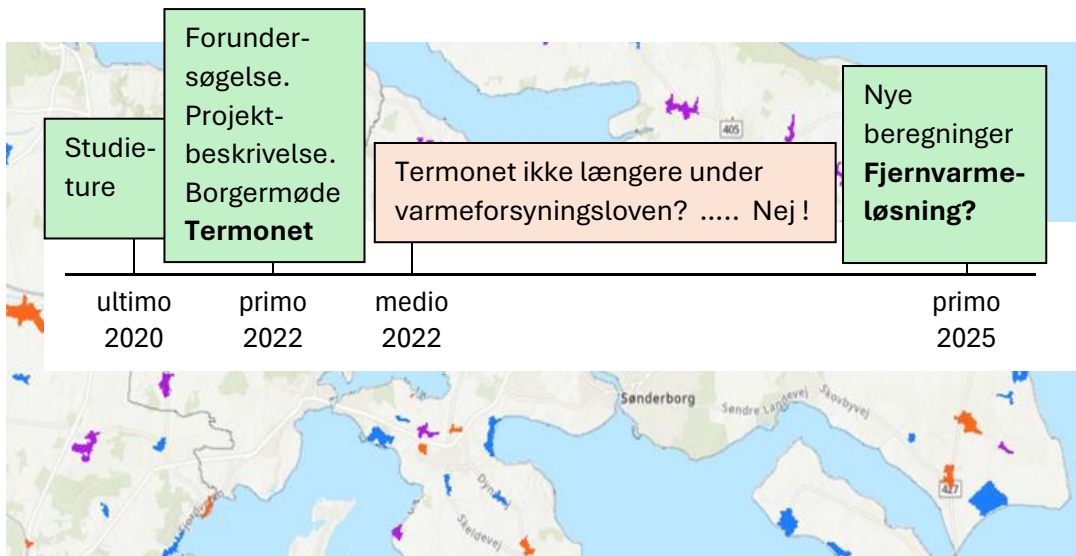 Studie-
ture
Forunder-
søgelse.
Projekt-
beskrivelse.
Borgermøde
Termonet
Termonet ikke længere under
varmeforsyningsloven? ..... Nej !
Nye
beregninger
Fjernvarme-
løsning?
ultimo
2020
primo
2022
medio
2022
primo
2025
405
Sønderborg
Søndre Landevej
Skovbyvej
427
Skeldevej